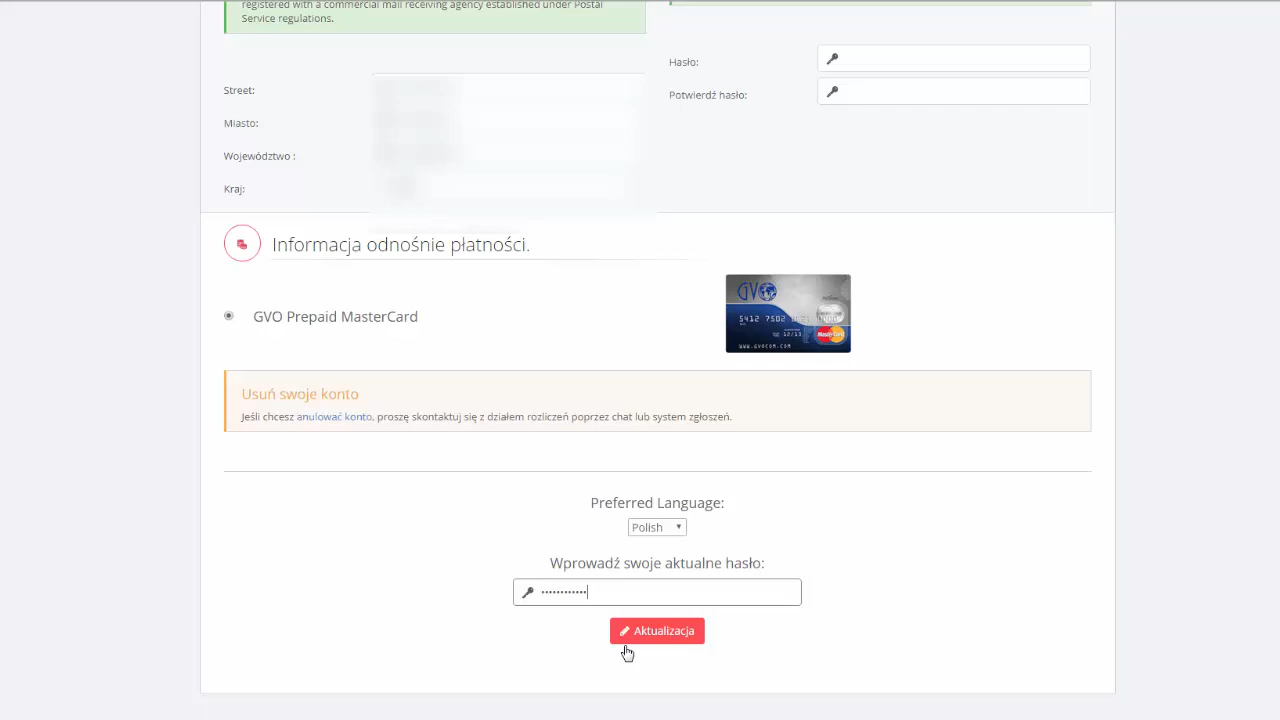 registered with a commercial mail receiving agency established under Postal
Service regulations.
Hasło:
Potwierdź hasło:
Street:
Miasto:
Województwo :
Kraj:
Informacja odnośnie płatności.
GVO Prepaid MasterCard
GVO
5412 7502
12/13
MasterCard
WWW.GVOCOM.COM
Usuń swoje konto
Jeśli chcesz anulować konto, proszę skontaktuj się z działem rozliczeń poprzez chat lub system zgłoszeń.
Preferred Language:
Polish
Wprowadź swoje aktualne hasło:
Aktualizacja